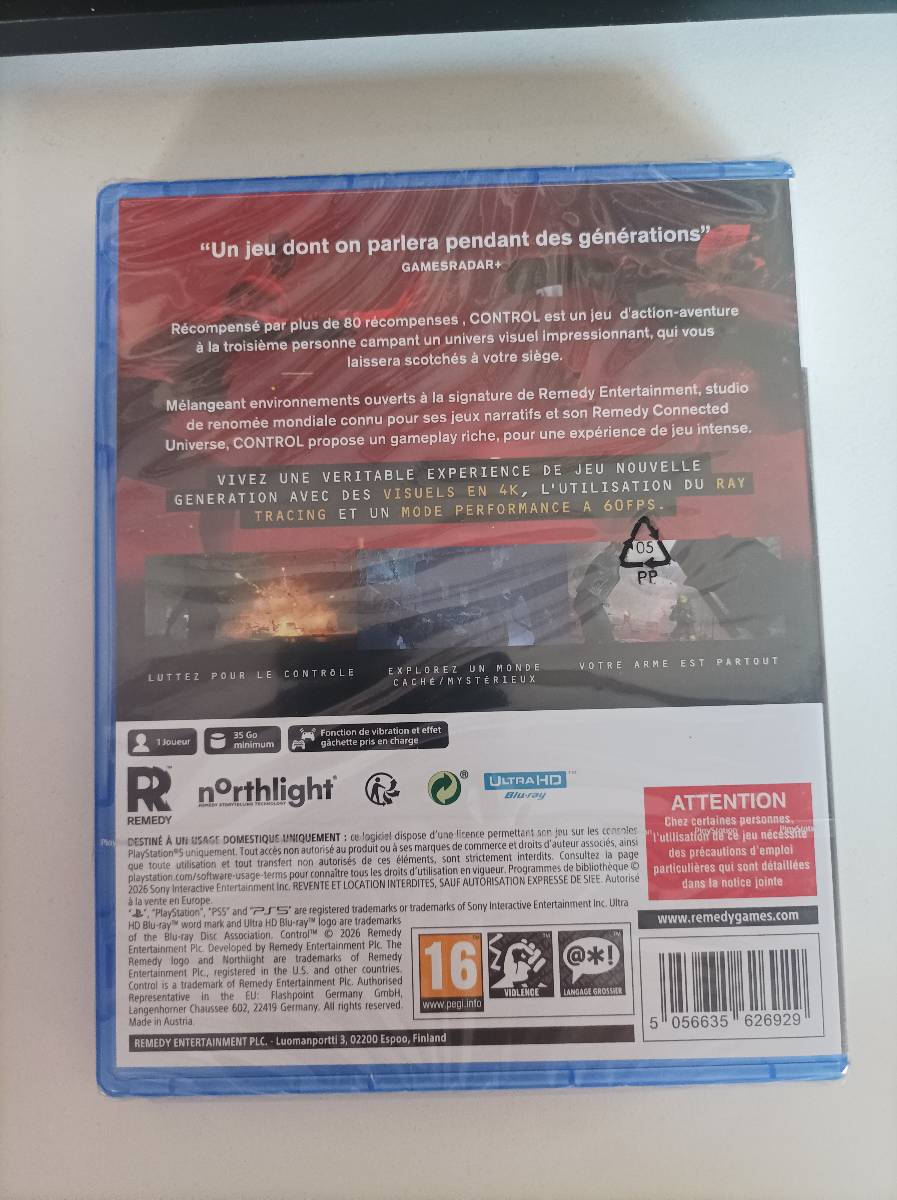 “Un jeu dont on parlera pendant des générations”
GAMESRADAR+
Récompensé par plus de 80 récompenses , CONTROL est un jeu d'action-aventure
à la troisième personne campant un univers visuel impressionnant, qui vous
laissera scotchés à votre siège.
Mélangeant environnements ouverts à la signature de Remedy Entertainment, studio
de renomée mondiale connu pour ses jeux narratifs et son Remedy Connected
Universe, CONTROL propose un gameplay riche, pour une expérience de jeu intense.
VIVEZ UNE VERITABLE EXPERIENCE DE JEU NOUVELLE
GENERATION AVEC DES VISUELS EN 4K, L'UTILISATION DU RAY
TRACING ET UN MODE PERFORMANCE A 60FPS.
05
PP
LUTTEZ POUR LE CONTRÔLE
EXPLOREZ UN MONDE
CACHÉ/MYSTÉRIEUX
VOTRE ARME EST PARTOUT
1 Joueur
35 Go
minimum
Fonction de vibration et effet
gâchette pris en charge
REMEDY
northlight
REMEDY STORYTELLING TECHNOLOGY
ULTRA HD
Blu-ray
ATTENTION
Chez certaines personnes,
l'utilisation de ce jeu nécessite
des précautions d'emploi
particulières qui sont détaillées
dans la notice jointe
PlayStation
DESTINÉ À UN USAGE DOMESTIQUE UNIQUEMENT : ce logiciel dispose d'une licence permettant son jeu sur les consoles
PlayStation®5 uniquement. Tout accès non autorisé au produit ou à ses marques de commerce et droits d'auteur associés, ainsi
que toute utilisation et tout transfert non autorisés de ces éléments, sont strictement interdits. Consultez la page
playstation.com/software-usage-terms pour connaître tous les droits d'utilisation en vigueur. Programmes de bibliothèque ©
2026 Sony Interactive Entertainment Inc. REVENTE ET LOCATION INTERDITES, SAUF AUTORISATION EXPRESSE DE SIEE. Autorisé
à la vente en Europe.
"PlayStation", "PS5" and "PS5" are registered trademarks or trademarks of Sony Interactive Entertainment Inc. Ultra
HD Blu-ray™ word mark and Ultra HD Blu-ray™ logo are trademarks
of the Blu-ray Disc Association. Control™ © 2026 Remedy
Entertainment Plc. Developed by Remedy Entertainment Plc. The
Remedy logo and Northlight are trademarks of Remedy
Entertainment Plc., registered in the U.S. and other countries.
Control is a trademark of Remedy Entertainment Plc. Authorised
Representative in the EU: Flashpoint Germany GmbH,
Langenhorner Chaussee 602, 22419 Germany. All rights reserved.
Made in Austria.
REMEDY ENTERTAINMENT PLC. - Luomanportti 3, 02200 Espoo, Finland
16
www.pegi.info
VIOLENCE
@*!
LANGAGE GROSSIER
www.remedygames.com
5 056635 626929